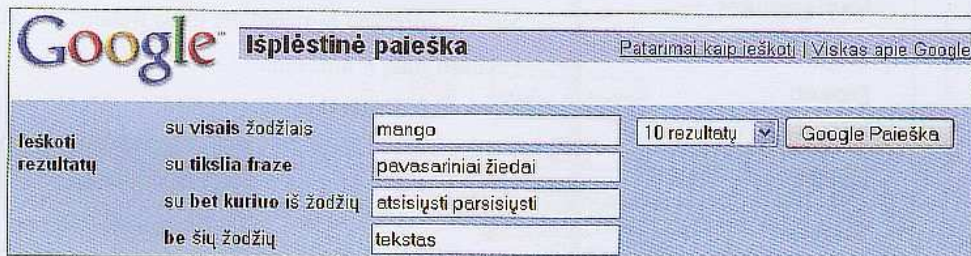 Google™ Išplėstinė paieška Patarimai kaip ieškoti | Viskas apie Google
Ieškoti rezultatų
su visais žodžiais mango 10 rezultatų Google Paieška
su tikslia fraze pavasariniai žiedai
su bet kuriuo iš žodžių atsisiųsti parsisiųsti
be šių žodžių tekstas